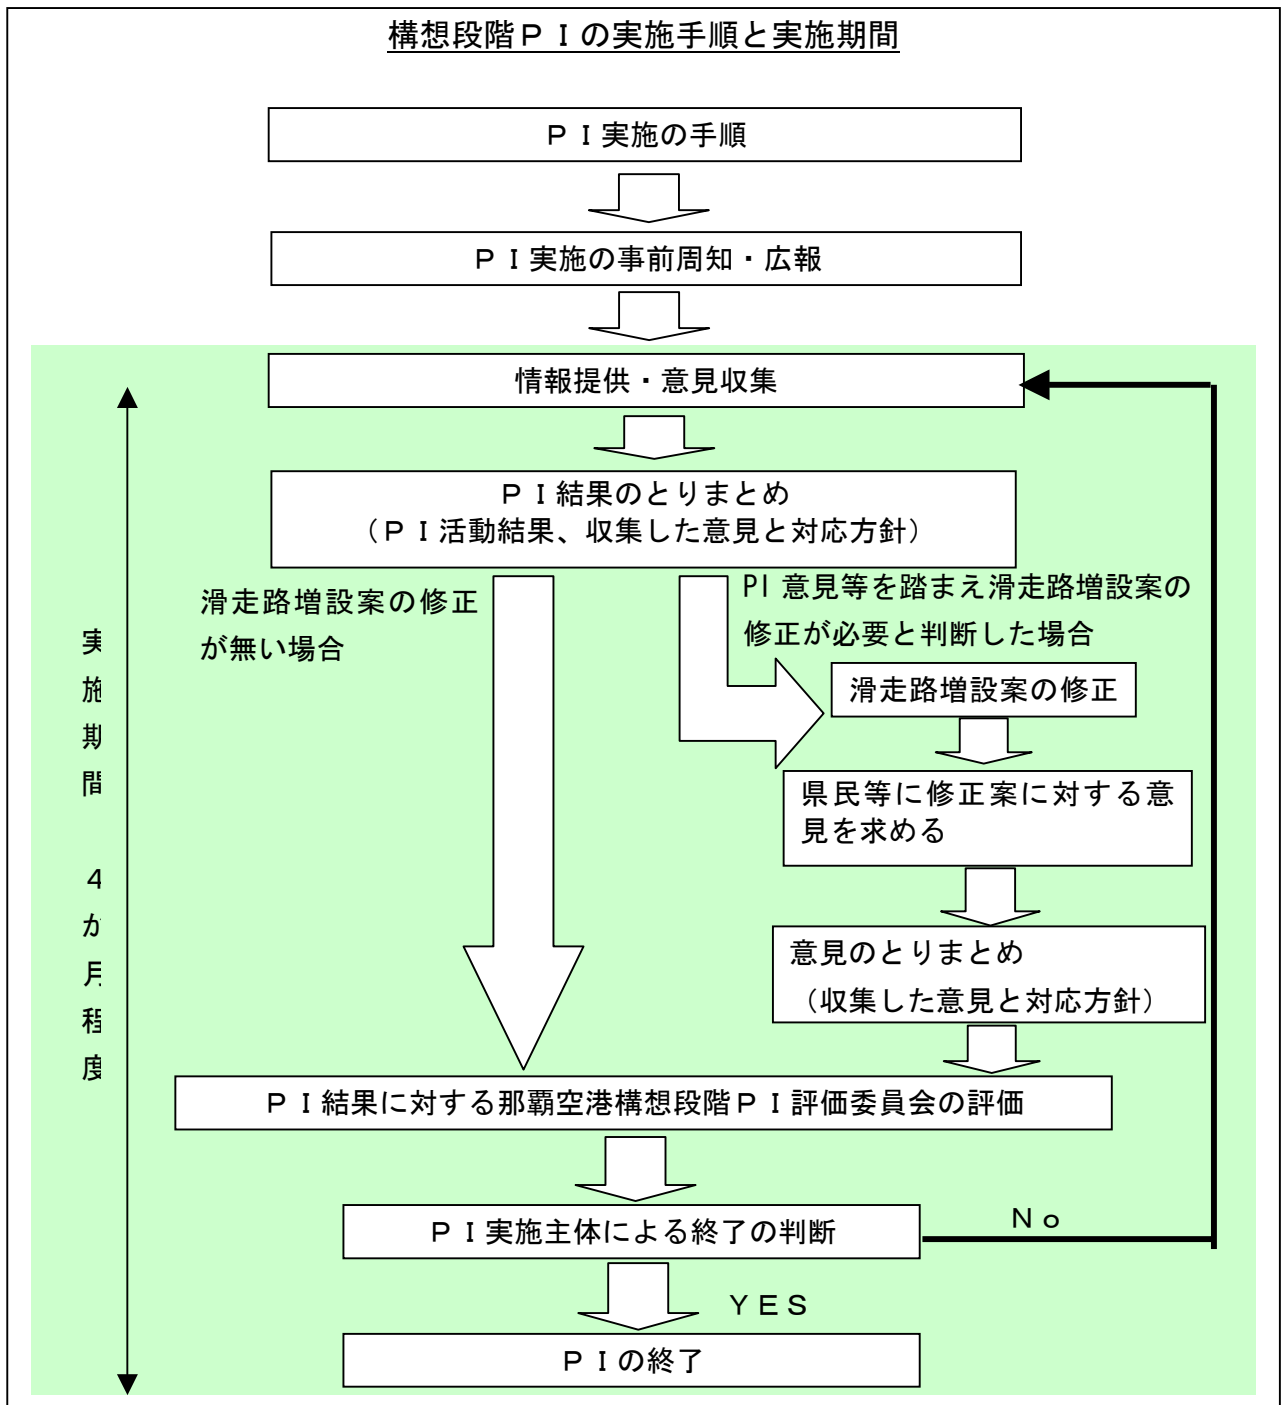 構想段階ＰＩの実施手順と実施期間
ＰＩ実施の手順
ＰＩ実施の事前周知・広報
情報提供・意見収集
ＰＩ結果のとりまとめ
（ＰＩ活動結果、収集した意見と対応方針）
滑走路増設案の修正
が無い場合
PI 意見等を踏まえ滑走路増設案の
修正が必要と判断した場合
滑走路増設案の修正
県民等に修正案に対する意
見を求める
意見のとりまとめ
（収集した意見と対応方針）
実施期間　４か月程度
ＰＩ結果に対する那覇空港構想段階ＰＩ評価委員会の評価
ＰＩ実施主体による終了の判断
Ｎｏ
ＹＥＳ
ＰＩの終了